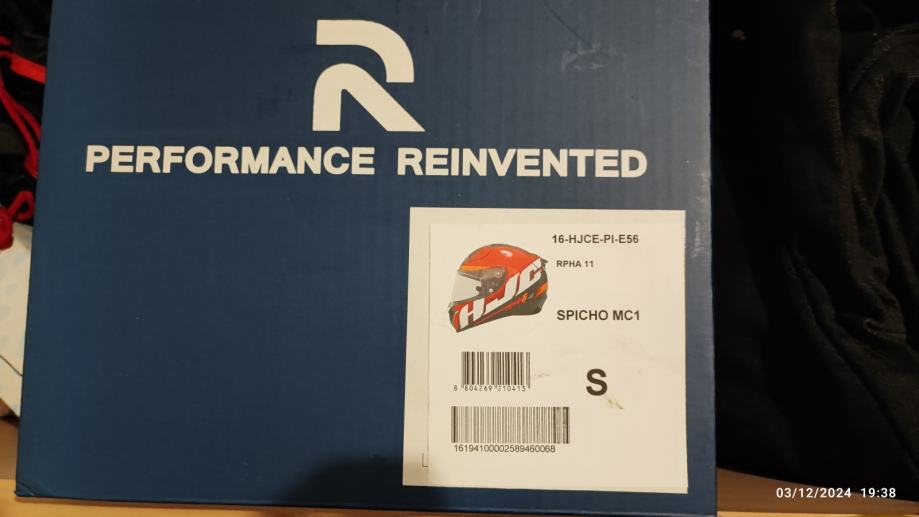 R
PERFORMANCE REINVENTED
16-HJCE-PI-E56
RPHA 11
HJC
SPICHO MC1
S
8 804269 210413
16194100002589460068
03/12/2024 19:38